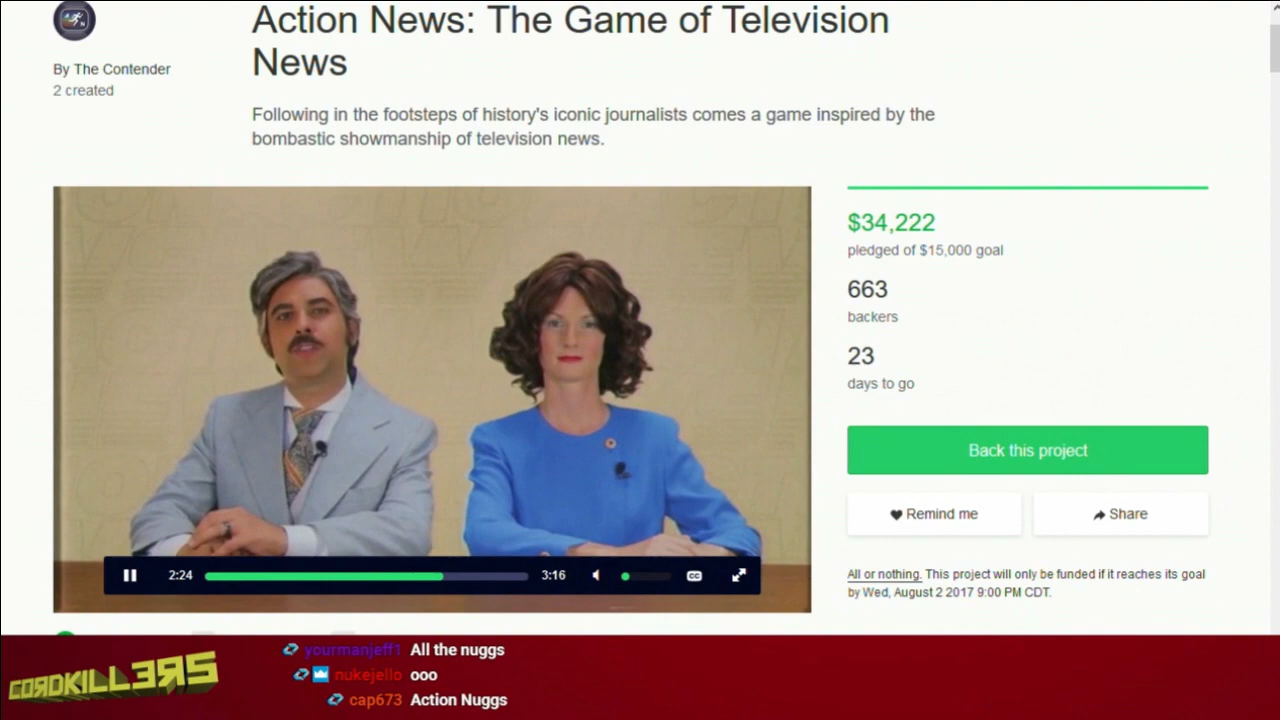 Action News: The Game of Television
News
By The Contender
2 created
Following in the footsteps of history's iconic journalists comes a game inspired by the
bombastic showmanship of television news.
$34,222
pledged of $15,000 goal
663
backers
23
days to go
Back this project
Remind me
Share
2:24
3:16
CC
All or nothing. This project will only be funded if it reaches its goal
by Wed, August 2 2017 9:00 PM CDT.
CORDKILLERS
yourmanjeff1 All the nuggs
nukejello ooo
cap673 Action Nuggs